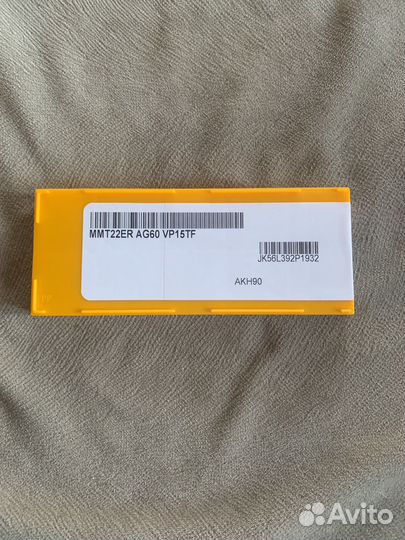 MMT22ER AG60 VP15TF
JK56L392P1932
AKH90
Avito